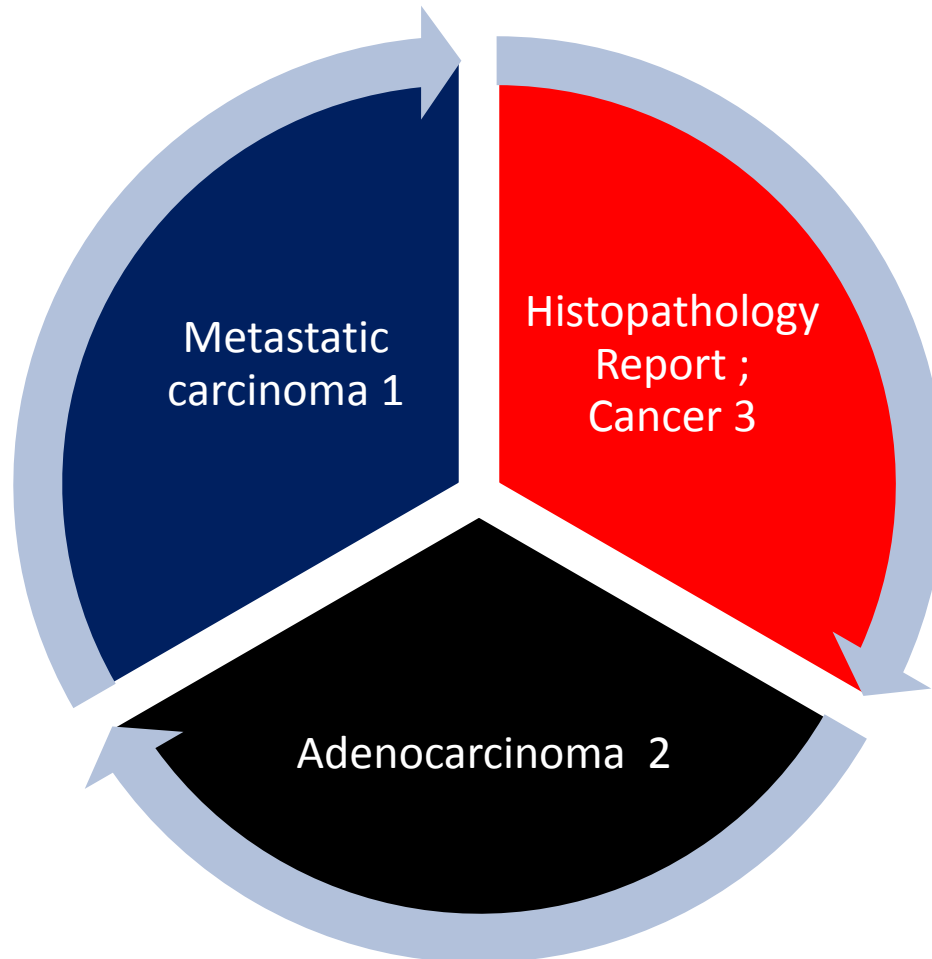 Metastatic
carcinoma 1
Histopathology
Report ;
Cancer 3
Adenocarcinoma  2